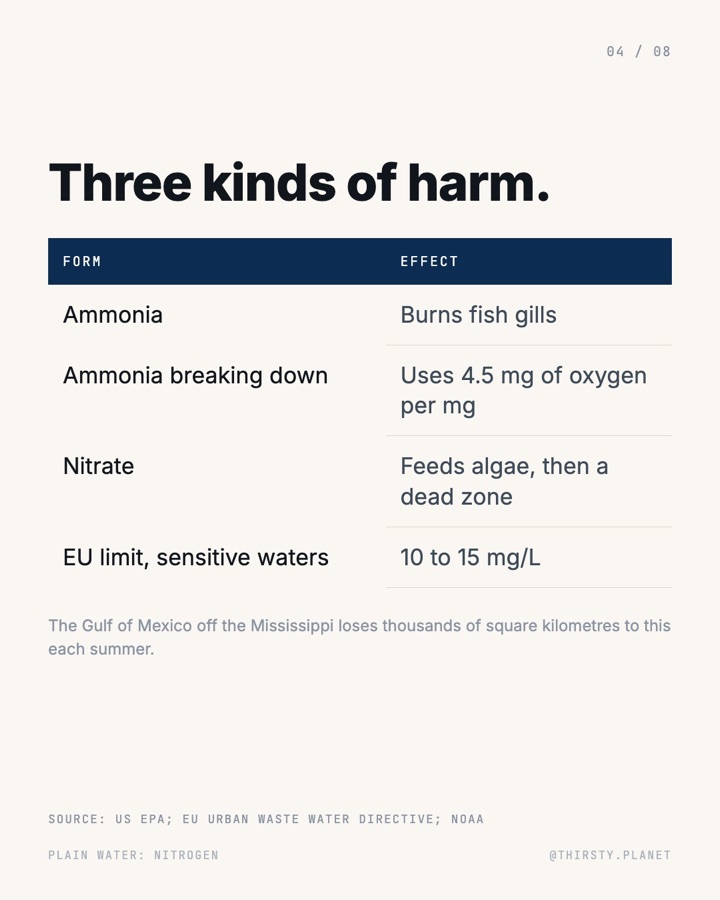 04 / 08
Three kinds of harm.
FORM EFFECT
Ammonia Burns fish gills
Ammonia breaking down Uses 4.5 mg of oxygen
per mg
Nitrate Feeds algae, then a
dead zone
EU limit, sensitive waters 10 to 15 mg/L
The Gulf of Mexico off the Mississippi loses thousands of square kilometres to this
each summer.
SOURCE: US EPA; EU URBAN WASTE WATER DIRECTIVE; NOAA
PLAIN WATER: NITROGEN @THIRSTY.PLANET